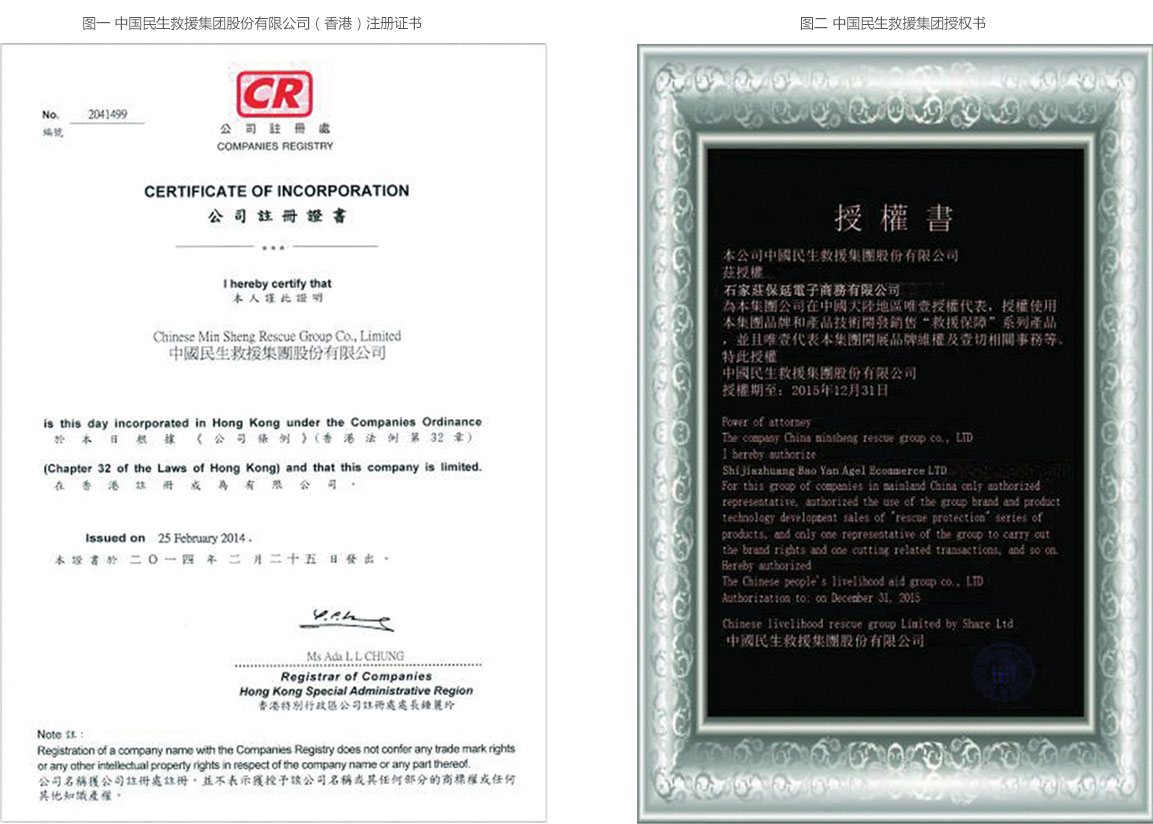 图一 中国民生救援集团股份有限公司（香港）注册证书
No. 2041499
編號
CR
公司註冊處
COMPANIES REGISTRY
CERTIFICATE OF INCORPORATION
公司註冊證書
I hereby certify that
本人謹此證明
Chinese Min Sheng Rescue Group Co., Limited
中國民生救援集團股份有限公司
is this day incorporated in Hong Kong under the Companies Ordinance
於本日根據《公司條例》(香港法例第32章)
(Chapter 32 of the Laws of Hong Kong) and that this company is limited.
在香港註冊成為有限公司。
Issued on 25 February 2014 .
本證書於二〇一四年二月二十五日發出。
Ms Ada L L CHUNG
Registrar of Companies
Hong Kong Special Administrative Region
香港特別行政區公司註冊處處長鍾麗玲
Note 註：
Registration of a company name with the Companies Registry does not confer any trade mark rights
or any other intellectual property rights in respect of the company name or any part thereof.
公司名稱獲公司註冊處註冊，並不表示獲授予該公司名稱或其任何部分的商標權或任何
其他知識產權。
图二 中国民生救援集团授权书
授權書
本公司中國民生救援集團股份有限公司
茲授權
石家莊保延電子商務有限公司
為本集團公司在中國大陸地區唯壹授權代表，授權使用
本集團品牌和產品技術開發銷售“救援保障”系列產品
，並且唯壹代表本集團開展品牌維權及壹切相關事務等。
特此授權
中國民生救援集團股份有限公司
授權期至：2015年12月31日
Power of attorney
The company China minsheng rescue group co., LTD
I hereby authorize
Shijiazhuang Bao Yan Agel Ecommerce LTD
For this group of companies in mainland China only authorized
representative, authorized the use of the group brand and product
technology development sales of "rescue protection" series of
products, and only one representative of the group to carry out
the brand rights and one cutting related transactions, and so on.
Hereby authorized
The Chinese people's livelihood aid group co., LTD
Authorization to: on December 31, 2015
Chinese livelihood rescue group Limited by Share Ltd
中國民生救援集團股份有限公司